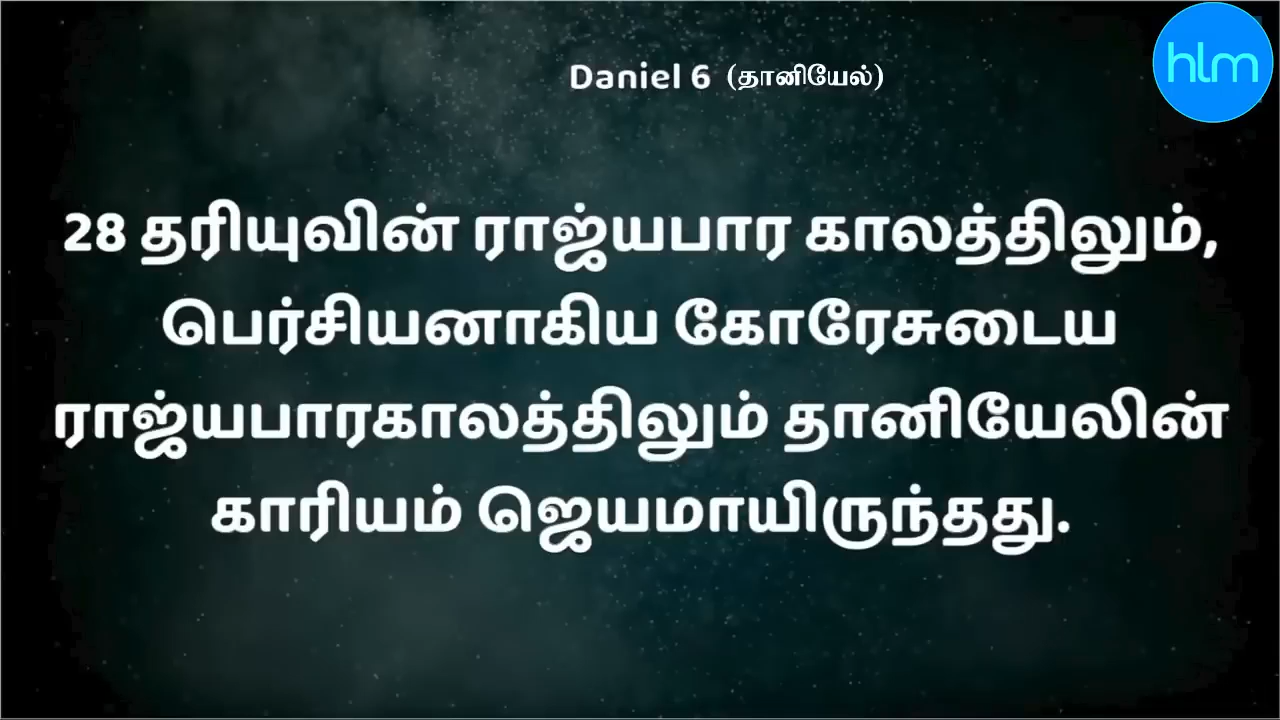 Daniel 6 (தானியேல்)
hlm
28 தரியுவின் ராஜ்யபார காலத்திலும்,
பெர்சியனாகிய கோரேசுடைய
ராஜ்யபாரகாலத்திலும் தானியேலின்
காரியம் ஜெயமாயிருந்தது.